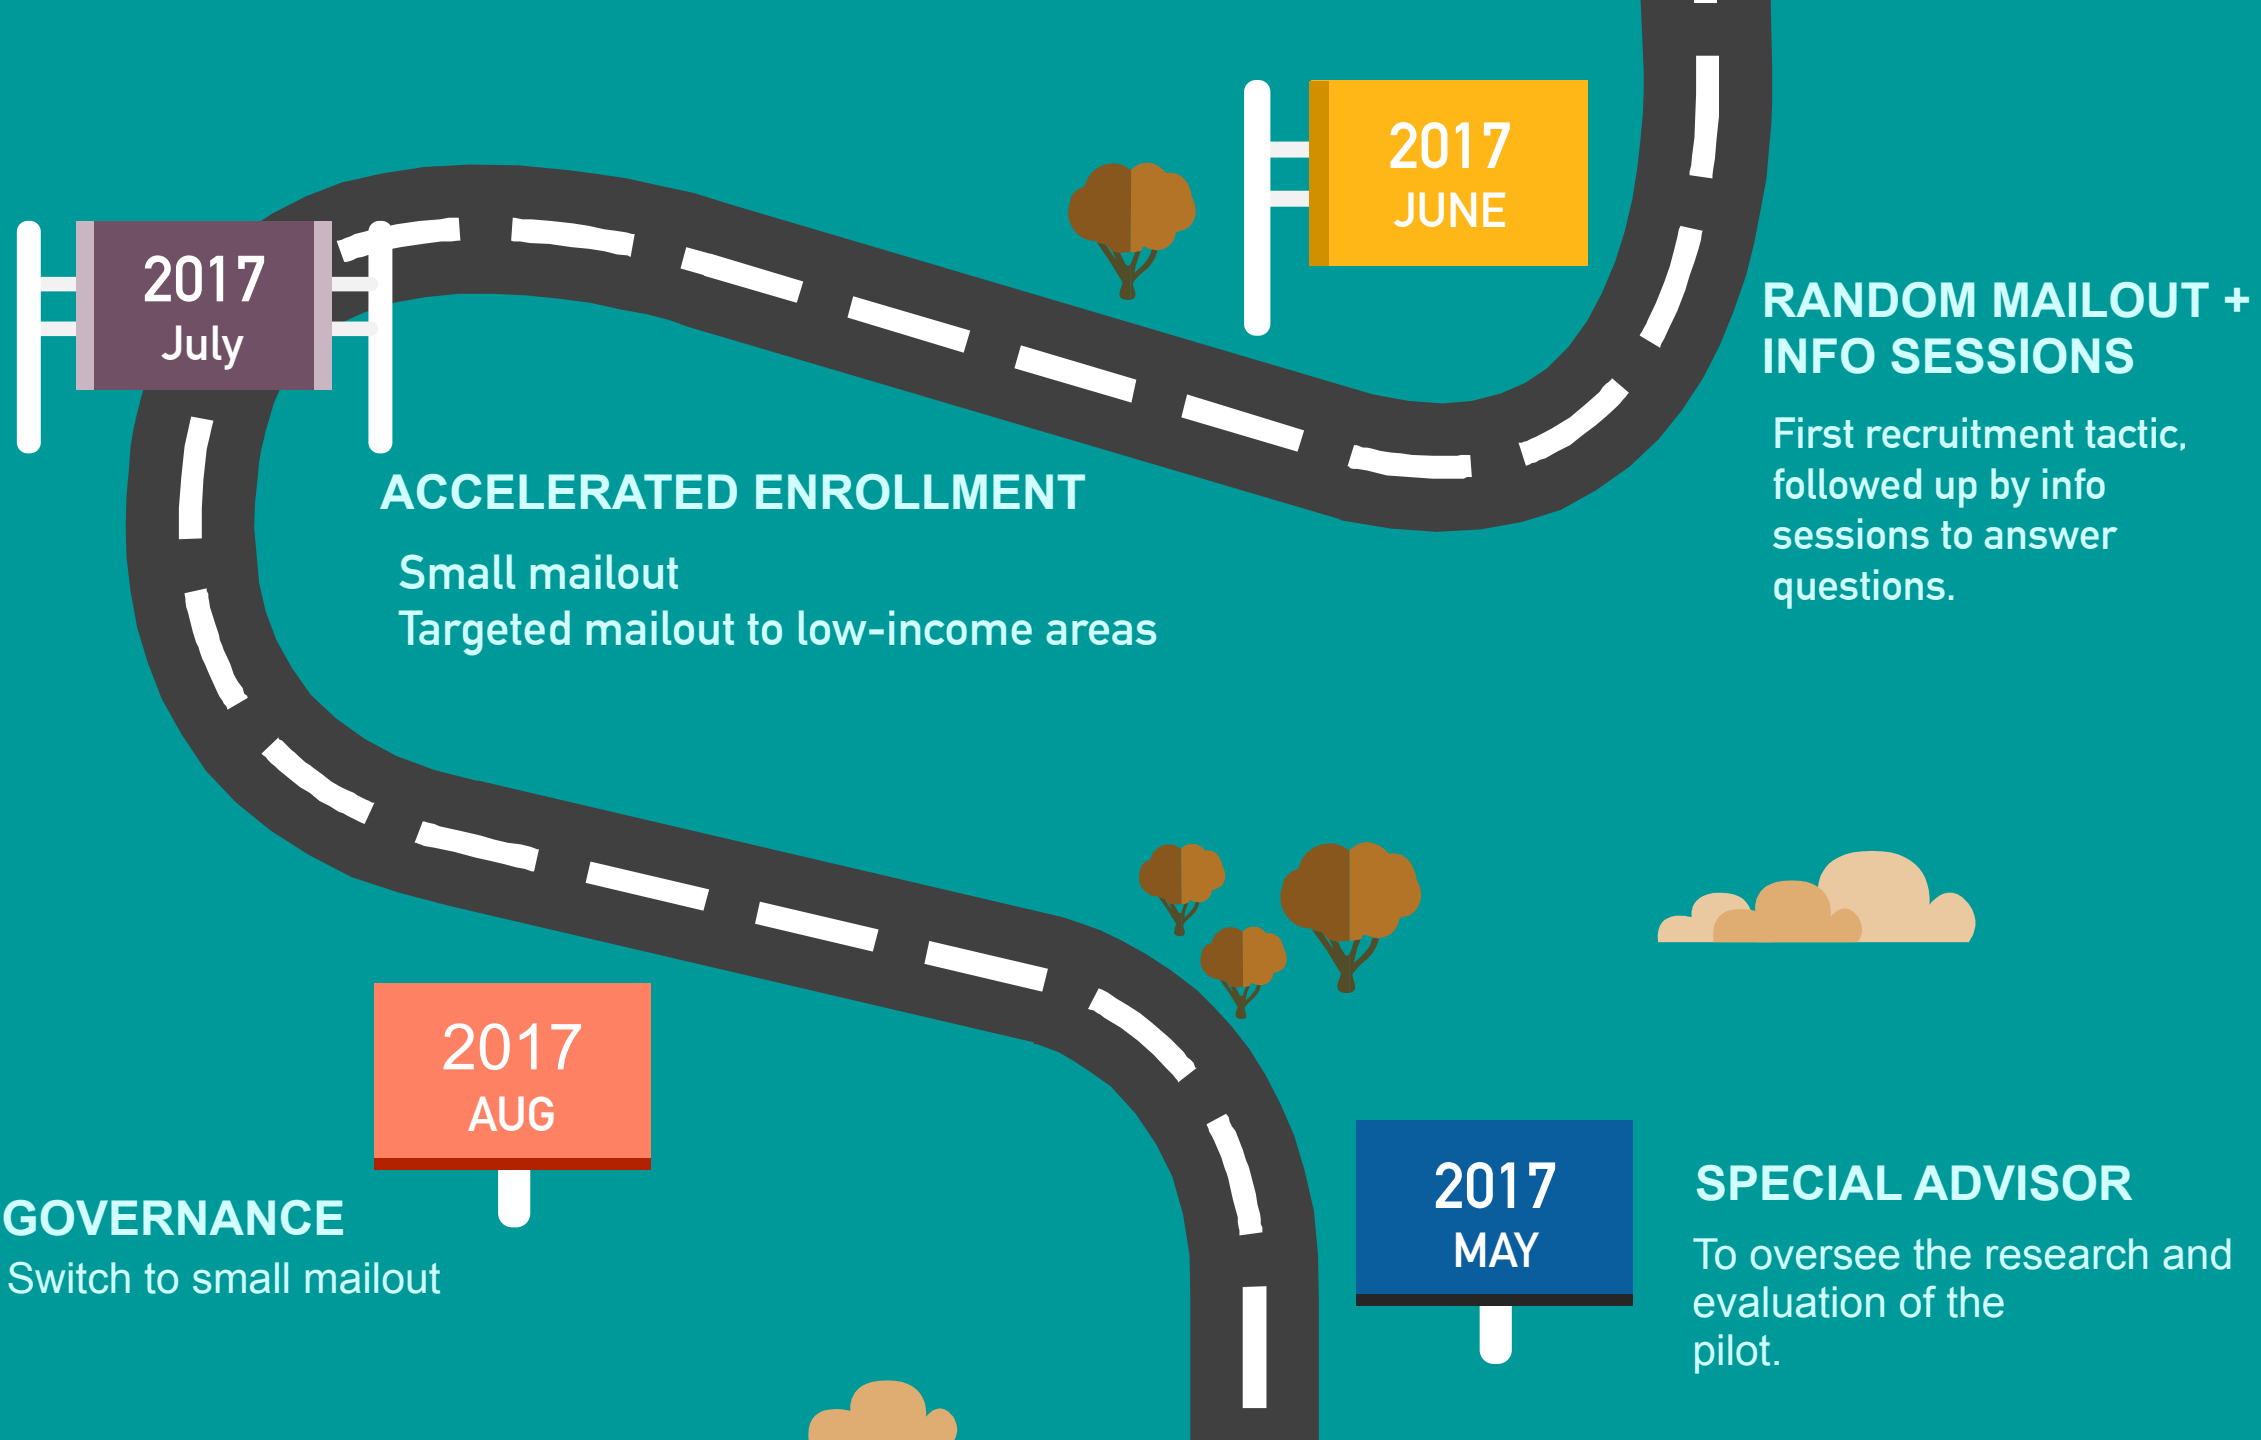 2017
JUNE
RANDOM MAILOUT +
INFO SESSIONS
First recruitment tactic,
followed up by info
sessions to answer
questions.
2017
July
ACCELERATED ENROLLMENT
Small mailout
Targeted mailout to low-income areas
2017
AUG
GOVERNANCE
Switch to small mailout
2017
MAY
SPECIAL ADVISOR
To oversee the research and
evaluation of the
pilot.